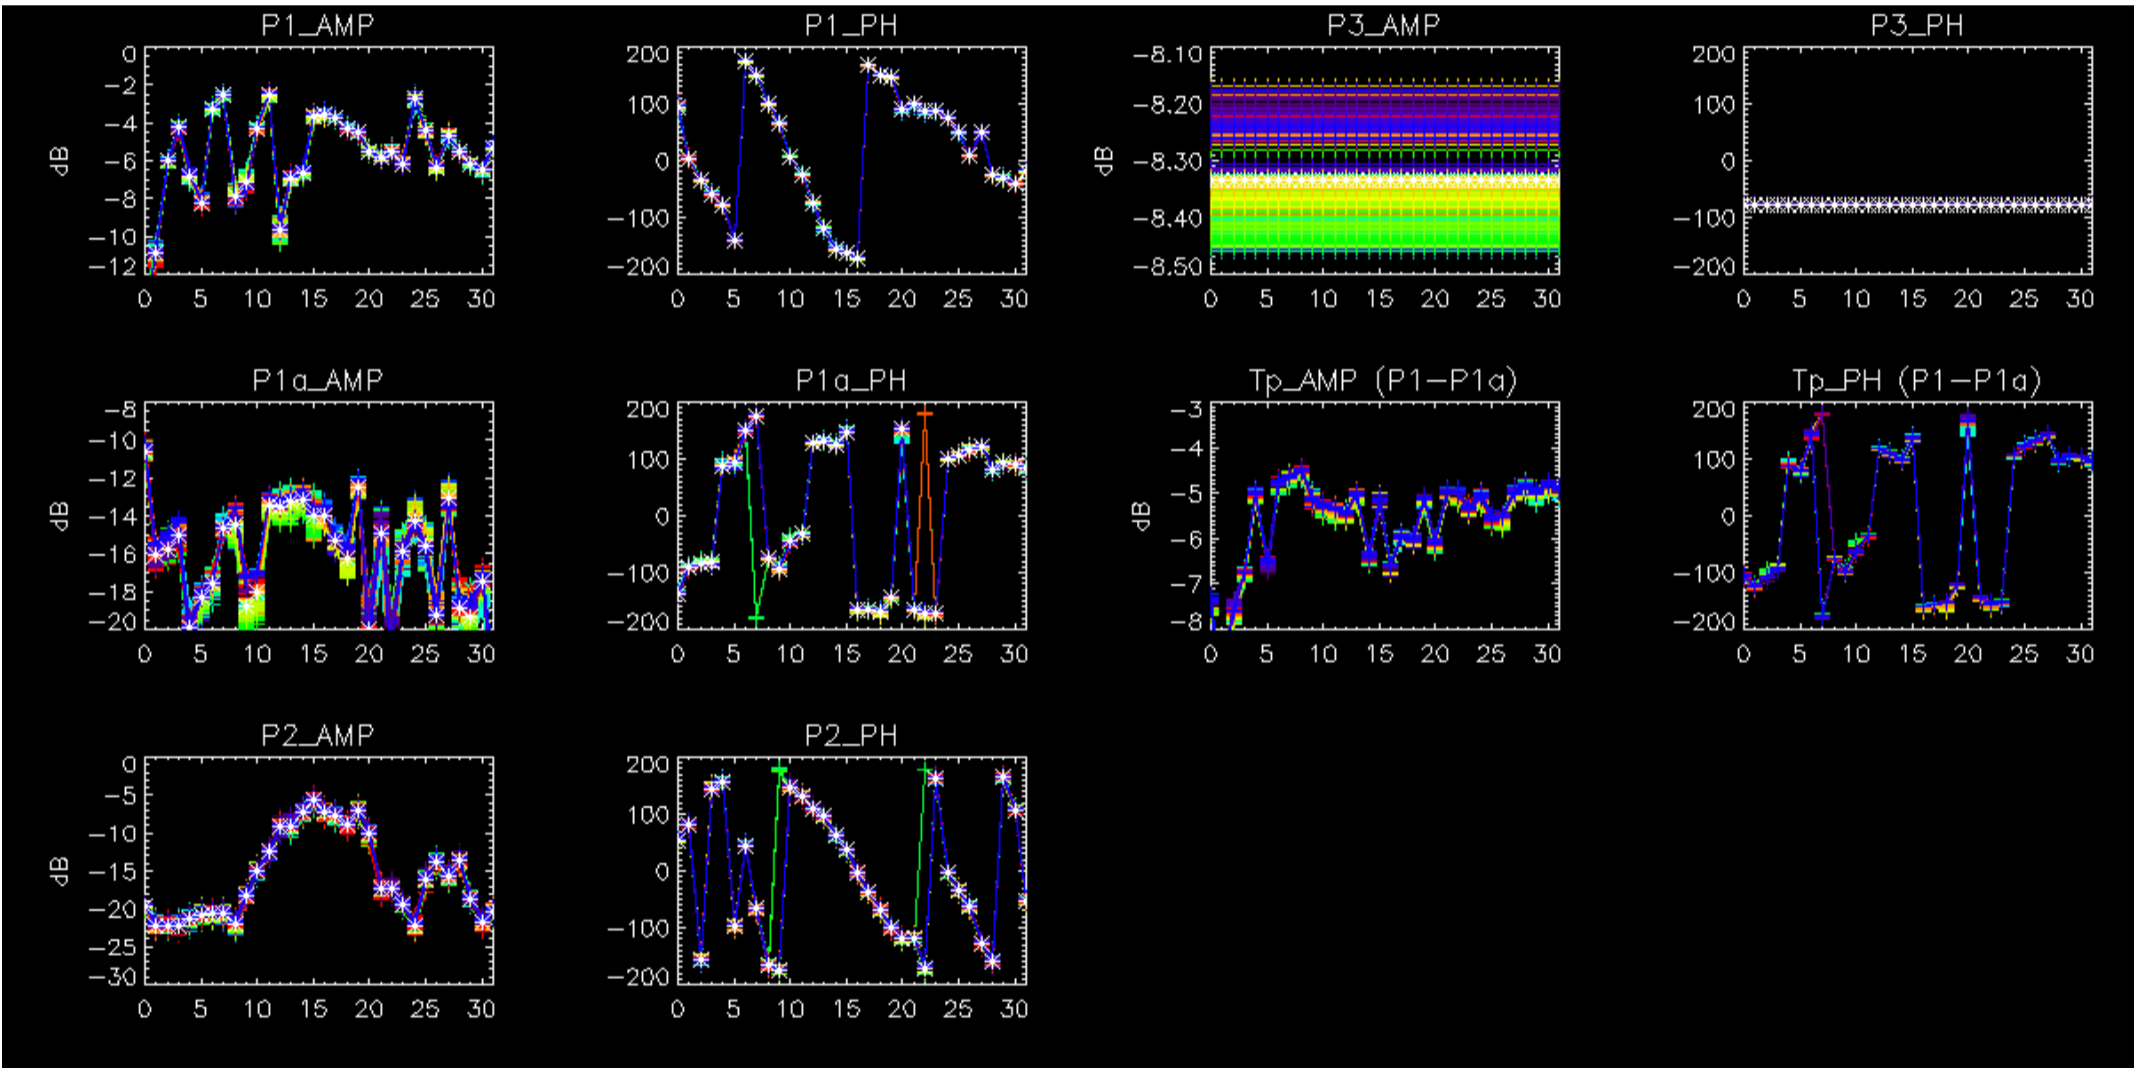 P1_AMP
0
−2
−4
−6
−8
−10
−12
dB
0 5 10 15 20 25 30
P1_PH
200
100
0
−100
−200
0 5 10 15 20 25 30
P3_AMP
−8.10
−8.20
−8.30
−8.40
−8.50
dB
0 5 10 15 20 25 30
P3_PH
200
100
0
−100
−200
0 5 10 15 20 25 30
P1a_AMP
−8
−10
−12
−14
−16
−18
−20
dB
0 5 10 15 20 25 30
P1a_PH
200
100
0
−100
−200
0 5 10 15 20 25 30
Tp_AMP (P1−P1a)
−3
−4
−5
−6
−7
−8
dB
0 5 10 15 20 25 30
Tp_PH (P1−P1a)
200
100
0
−100
−200
0 5 10 15 20 25 30
P2_AMP
0
−5
−10
−15
−20
−25
−30
dB
0 5 10 15 20 25 30
P2_PH
200
100
0
−100
−200
0 5 10 15 20 25 30